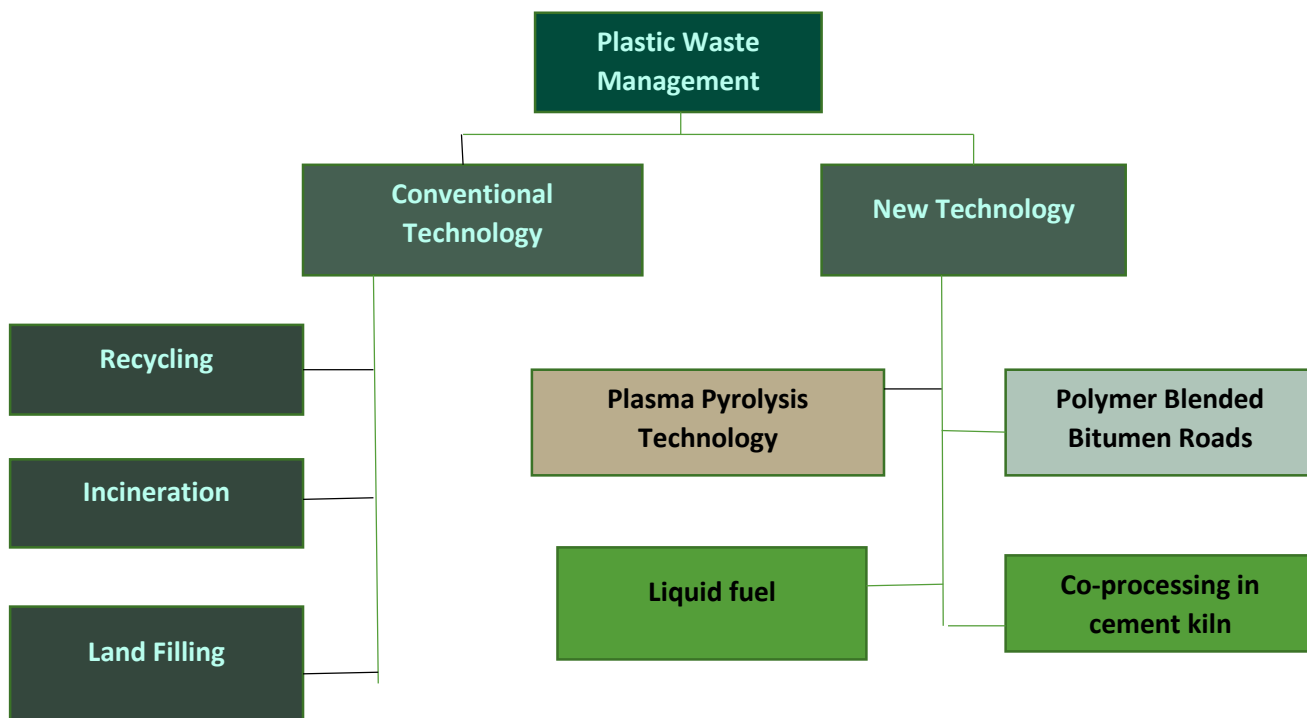 Plastic Waste
Management
Conventional
Technology
New Technology
Recycling
Incineration
Land Filling
Plasma Pyrolysis
Technology
Polymer Blended
Bitumen Roads
Liquid fuel
Co-processing in
cement kiln